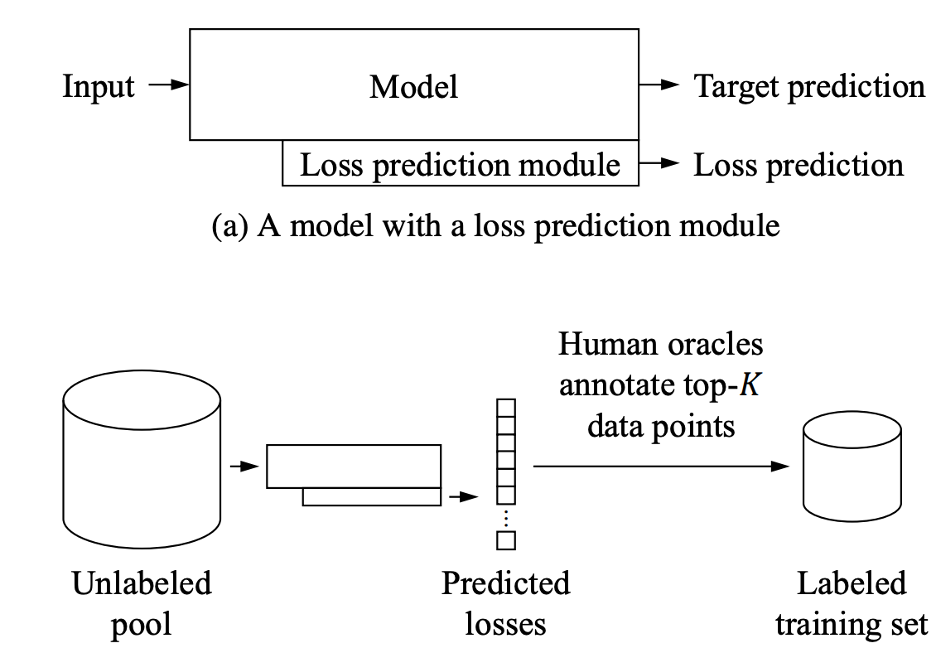 Input
Model
Target prediction
Loss prediction module
Loss prediction
(a) A model with a loss prediction module
Human oracles
annotate top-K
data points
Unlabeled
pool
Predicted
losses
Labeled
training set